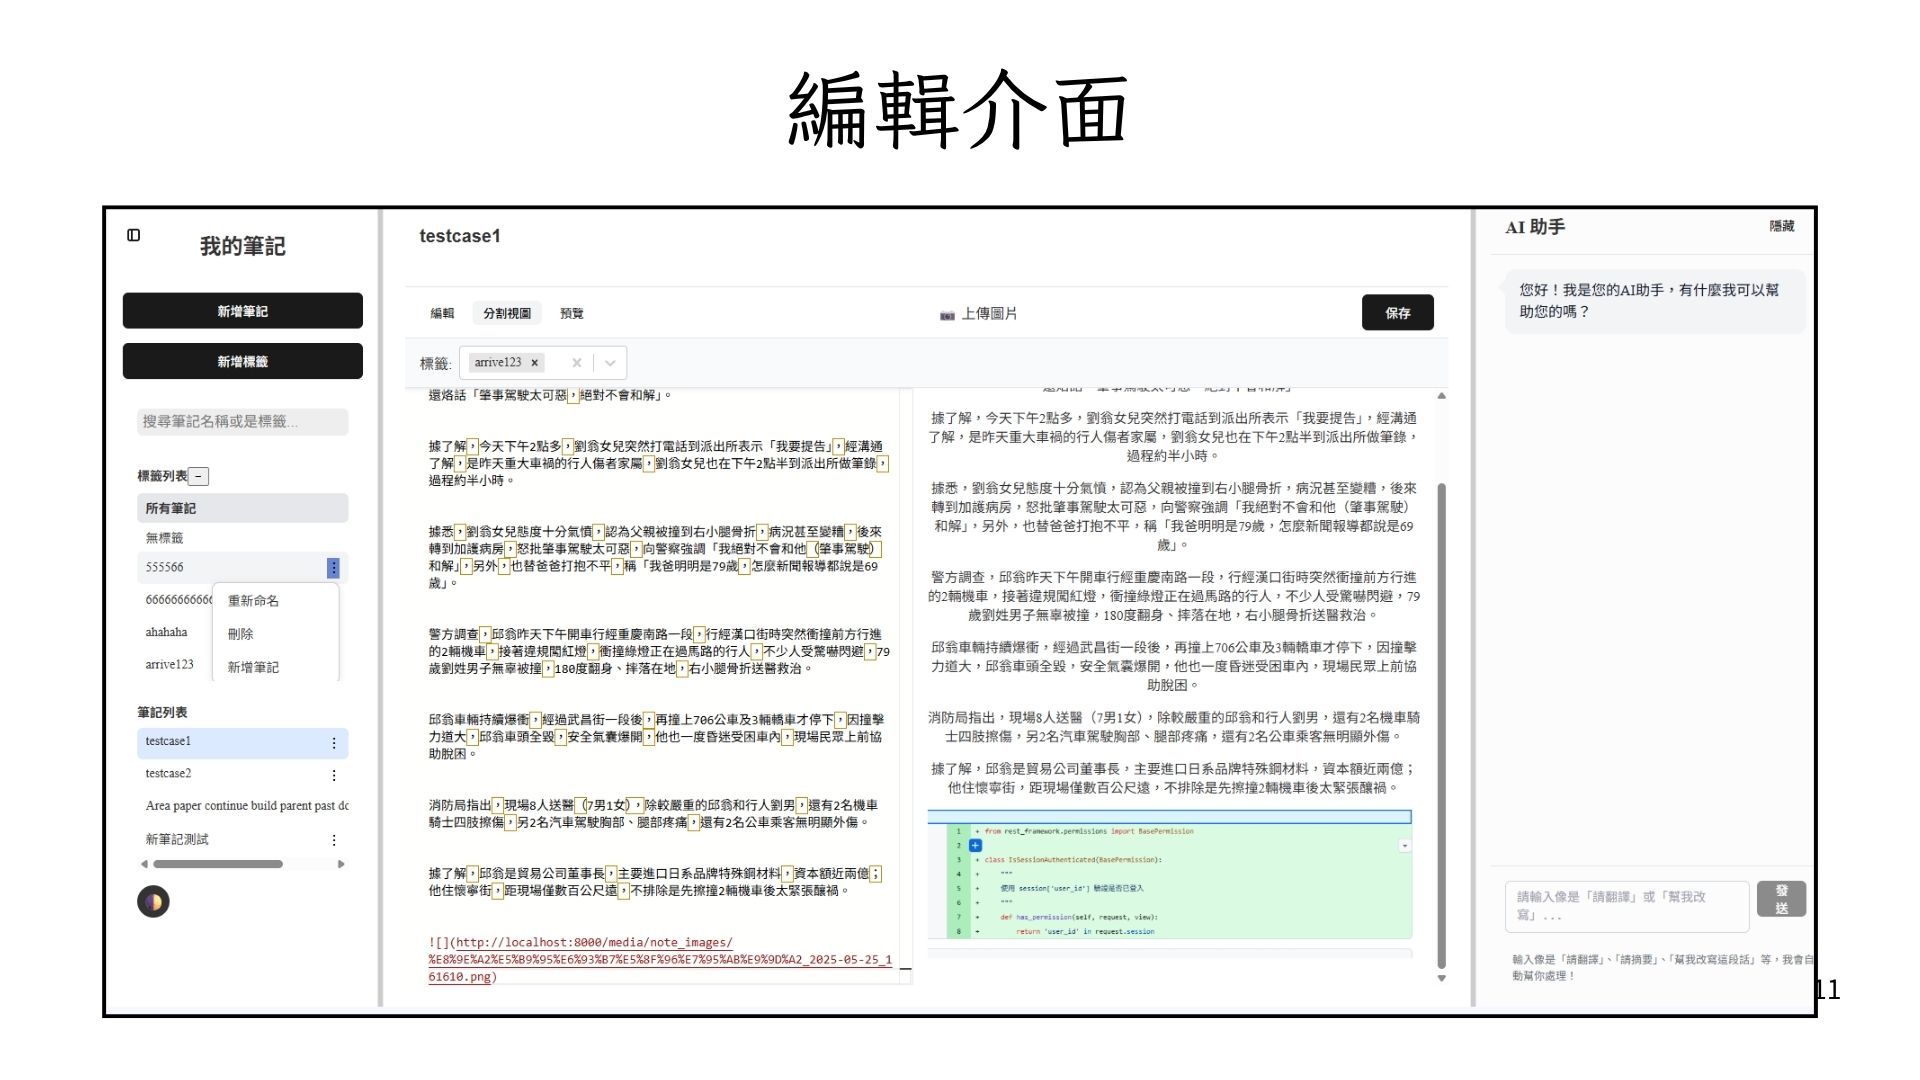 編輯介面
我的筆記
新增筆記
新增標籤
搜尋筆記名稱或是標籤...
標籤列表 −
所有筆記
無標籤
555566
666666666666
重新命名
ahahaha
刪除
arrive123
新增筆記
筆記列表
testcase1
testcase2
Area paper continue build parent past do
新筆記測試
testcase1
編輯 分割視圖 預覽 上傳圖片 保存
標籤: arrive123 ×
還烙話「肇事駕駛太可惡，絕對不會和解」。
據了解，今天下午2點多，劉翁女兒突然打電話到派出所表示「我要提告」，經溝通
了解，是昨天重大車禍的行人傷者家屬，劉翁女兒也在下午2點半到派出所做筆錄，
過程約半小時。
據悉，劉翁女兒態度十分氣憤，認為父親被撞到右小腿骨折，病況甚至變糟，後來
轉到加護病房，怒批肇事駕駛太可惡，向警察強調「我絕對不會和他（肇事駕駛）
和解」，另外，也替爸爸打抱不平，稱「我爸明明是79歲，怎麼新聞報導都說是69
歲」。
警方調查，邱翁昨天下午開車行經重慶南路一段，行經漢口街時突然衝撞前方行進
的2輛機車，接著違規闖紅燈，衝撞綠燈正在過馬路的行人，不少人受驚嚇閃避，79
歲劉姓男子無辜被撞，180度翻身、摔落在地，右小腿骨折送醫救治。
邱翁車輛持續爆衝，經過武昌街一段後，再撞上706公車及3輛轎車才停下，因撞擊
力道大，邱翁車頭全毀，安全氣囊爆開，他也一度昏迷受困車內，現場民眾上前協
助脫困。
消防局指出，現場8人送醫（7男1女），除較嚴重的邱翁和行人劉男，還有2名機車
騎士四肢擦傷，另2名汽車駕駛胸部、腿部疼痛，還有2名公車乘客無明顯外傷。
據了解，邱翁是貿易公司董事長，主要進口日系品牌特殊鋼材料，資本額近兩億；
他住懷寧街，距現場僅數百公尺遠，不排除是先擦撞2輛機車後太緊張釀禍。
![](http://localhost:8000/media/note_images/
%E8%9E%A2%E5%B9%95%E6%93%B7%E5%8F%96%E7%95%AB%E9%9D%A2_2025-05-25_1
61610.png)
還烙話「肇事駕駛太可惡，絕對不會和解」。
據了解，今天下午2點多，劉翁女兒突然打電話到派出所表示「我要提告」，經溝通
了解，是昨天重大車禍的行人傷者家屬，劉翁女兒也在下午2點半到派出所做筆錄，
過程約半小時。
據悉，劉翁女兒態度十分氣憤，認為父親被撞到右小腿骨折，病況甚至變糟，後來
轉到加護病房，怒批肇事駕駛太可惡，向警察強調「我絕對不會和他（肇事駕駛）
和解」，另外，也替爸爸打抱不平，稱「我爸明明是79歲，怎麼新聞報導都說是69
歲」。
警方調查，邱翁昨天下午開車行經重慶南路一段，行經漢口街時突然衝撞前方行進
的2輛機車，接著違規闖紅燈，衝撞綠燈正在過馬路的行人，不少人受驚嚇閃避，79
歲劉姓男子無辜被撞，180度翻身、摔落在地，右小腿骨折送醫救治。
邱翁車輛持續爆衝，經過武昌街一段後，再撞上706公車及3輛轎車才停下，因撞擊
力道大，邱翁車頭全毀，安全氣囊爆開，他也一度昏迷受困車內，現場民眾上前協
助脫困。
消防局指出，現場8人送醫（7男1女），除較嚴重的邱翁和行人劉男，還有2名機車騎
士四肢擦傷，另2名汽車駕駛胸部、腿部疼痛，還有2名公車乘客無明顯外傷。
據了解，邱翁是貿易公司董事長，主要進口日系品牌特殊鋼材料，資本額近兩億；
他住懷寧街，距現場僅數百公尺遠，不排除是先擦撞2輛機車後太緊張釀禍。
1 + from rest_framework.permissions import BasePermission
2 +
3 + class IsSessionAuthenticated(BasePermission):
4 + """
5 + 使用 session['user_id'] 驗證是否已登入
6 + """
7 + def has_permission(self, request, view):
8 + return 'user_id' in request.session
AI 助手 隱藏
您好！我是您的AI助手，有什麼我可以幫
助您的嗎？
請輸入像是「請翻譯」或「幫我改
寫」...
發
送
輸入像是「請翻譯」、「請摘要」、「幫我改寫這段話」等，我會自
動幫你處理！
11